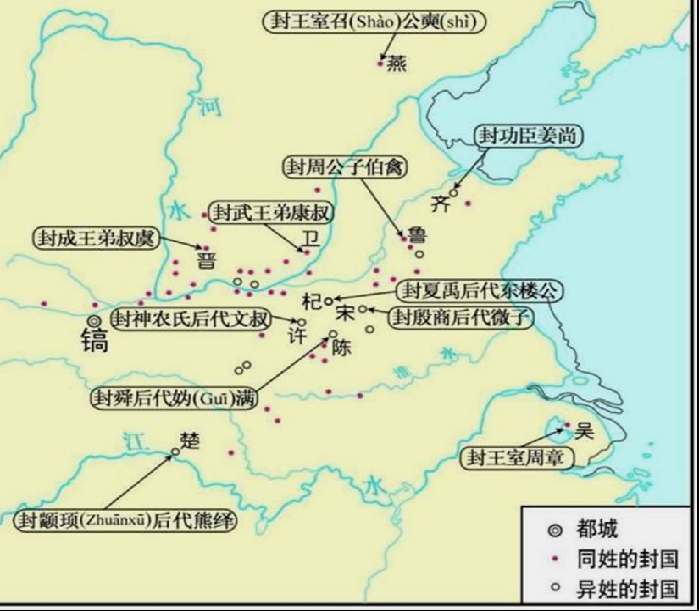 封王室召(Shào)公奭(shì)
燕
河
封功臣姜尚
封周公子伯禽
齐
水
封武王弟康叔
封成王弟叔虞
晋
卫
鲁
杞
封夏禹后代东楼公
宋
镐
封神农氏后代文叔
许
封殷商后代微子
陈
淮
水
封舜后代妫(Guī)满
江
楚
吴
封王室周章
水
封颛顼(Zhuānxū)后代熊绎
都城
同姓的封国
异姓的封国